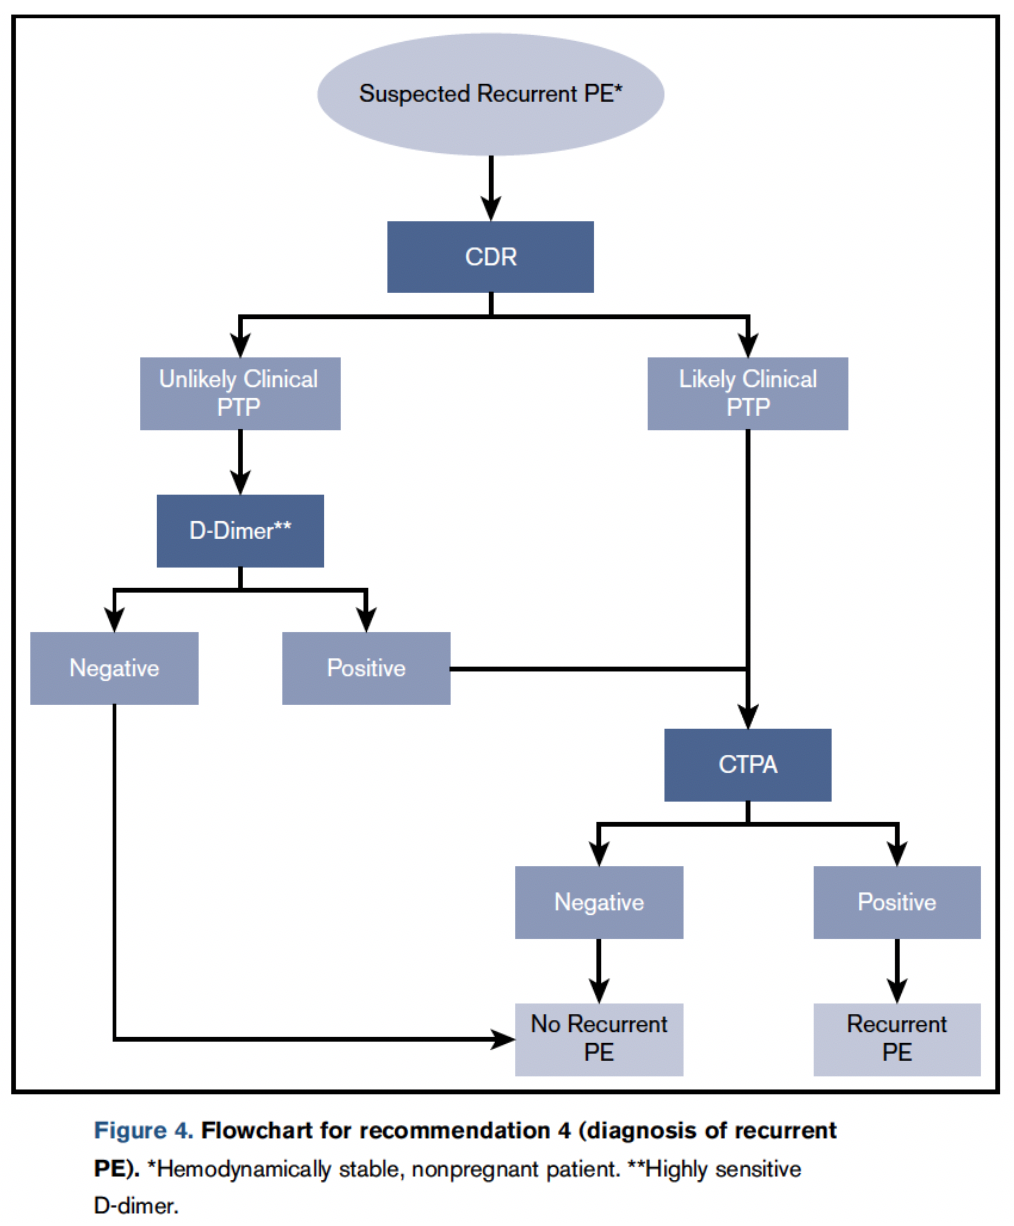 Suspected Recurrent PE*
CDR
Unlikely Clinical
PTP
Likely Clinical
PTP
D-Dimer**
Negative
Positive
CTPA
Negative
Positive
No Recurrent
PE
Recurrent
PE
Figure 4. Flowchart for recommendation 4 (diagnosis of recurrent
PE). *Hemodynamically stable, nonpregnant patient. **Highly sensitive
D-dimer.